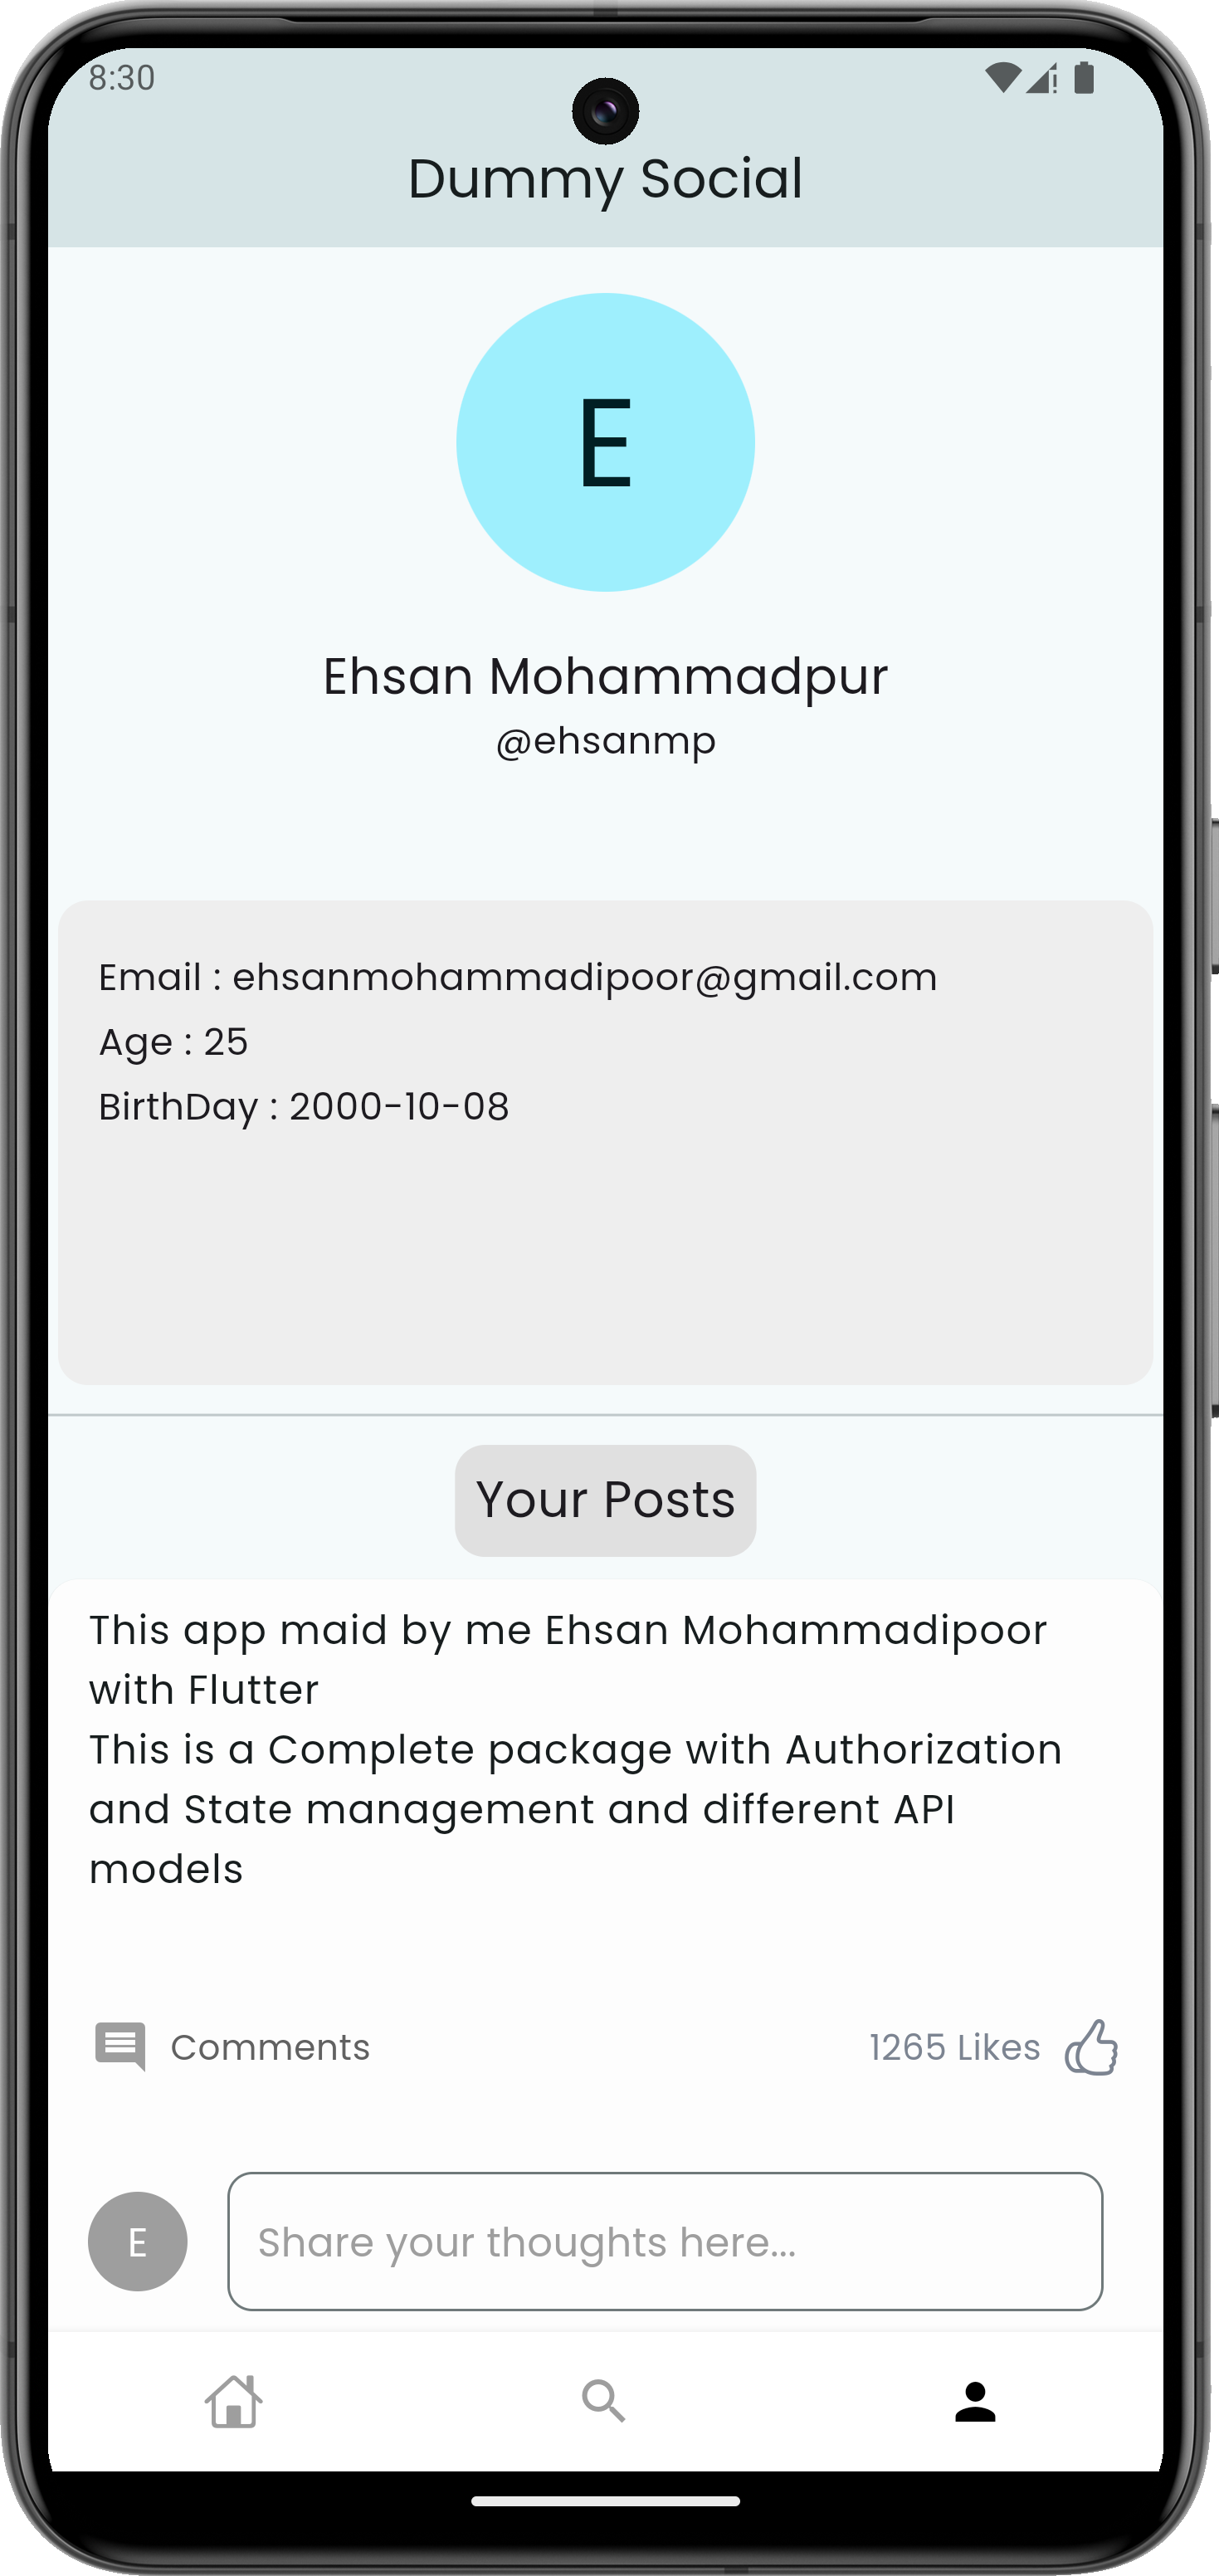 8:30
Dummy Social
E
Ehsan Mohammadpur
@ehsanmp
Email : ehsanmohammadipoor@gmail.com
Age : 25
BirthDay : 2000-10-08
Your Posts
This app maid by me Ehsan Mohammadipoor
with Flutter
This is a Complete package with Authorization
and State management and different API
models
Comments
1265 Likes
E
Share your thoughts here...